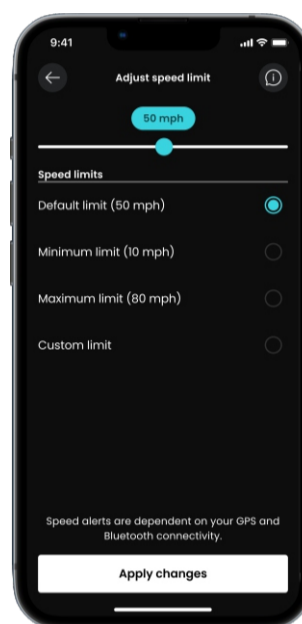 9:41
Adjust speed limit
50 mph
Speed limits
Default limit (50 mph)
Minimum limit (10 mph)
Maximum limit (80 mph)
Custom limit
Speed alerts are dependent on your GPS and
Bluetooth connectivity.
Apply changes